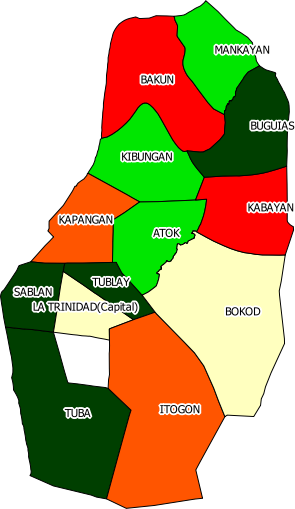 MANKAYAN
BAKUN
BUGUIAS
KIBUNGAN
KABAYAN
KAPANGAN
ATOK
TUBLAY
SABLAN
LA TRINIDAD(Capital)
BOKOD
TUBA
ITOGON